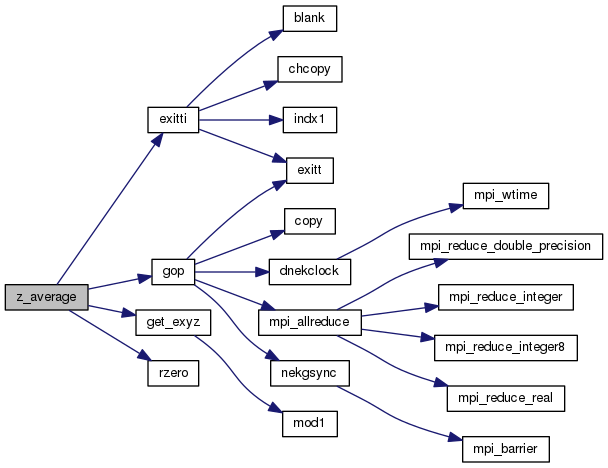 blank
chcopy
exitti
indx1
exitt
mpi_wtime
copy
mpi_reduce_double_precision
gop
dnekclock
z_average
mpi_reduce_integer
get_exyz
mpi_allreduce
mpi_reduce_integer8
rzero
nekgsync
mpi_reduce_real
mod1
mpi_barrier